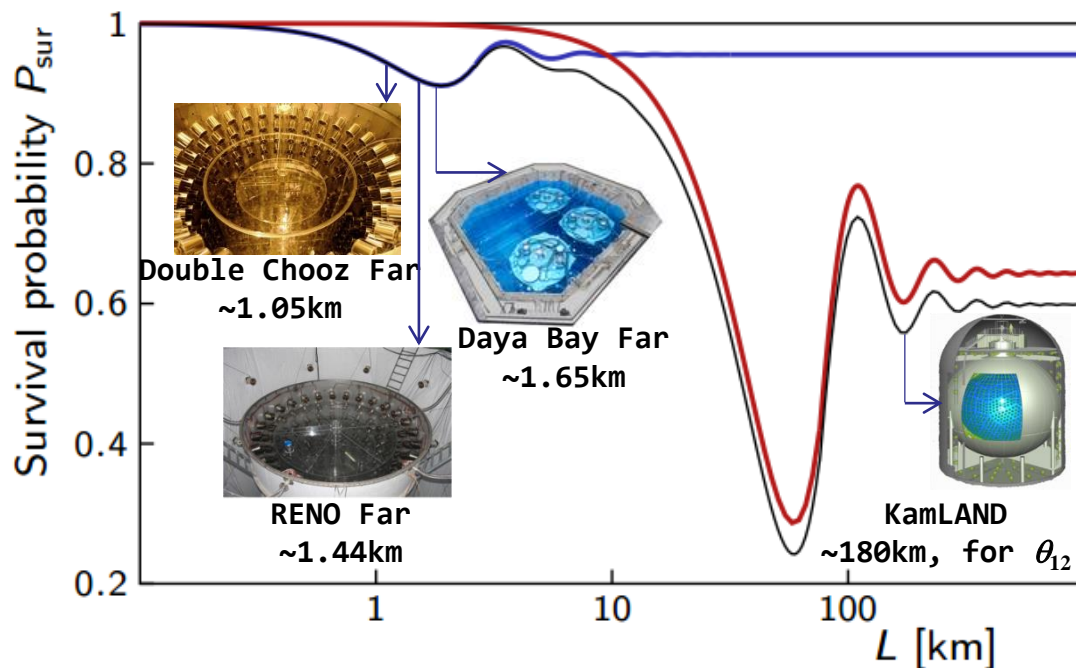 Survival probability P_sur
1
0.8
0.6
0.4
0.2
Double Chooz Far
~1.05km
Daya Bay Far
~1.65km
RENO Far
~1.44km
KamLAND
~180km, for θ₁₂
1
10
100
L [km]